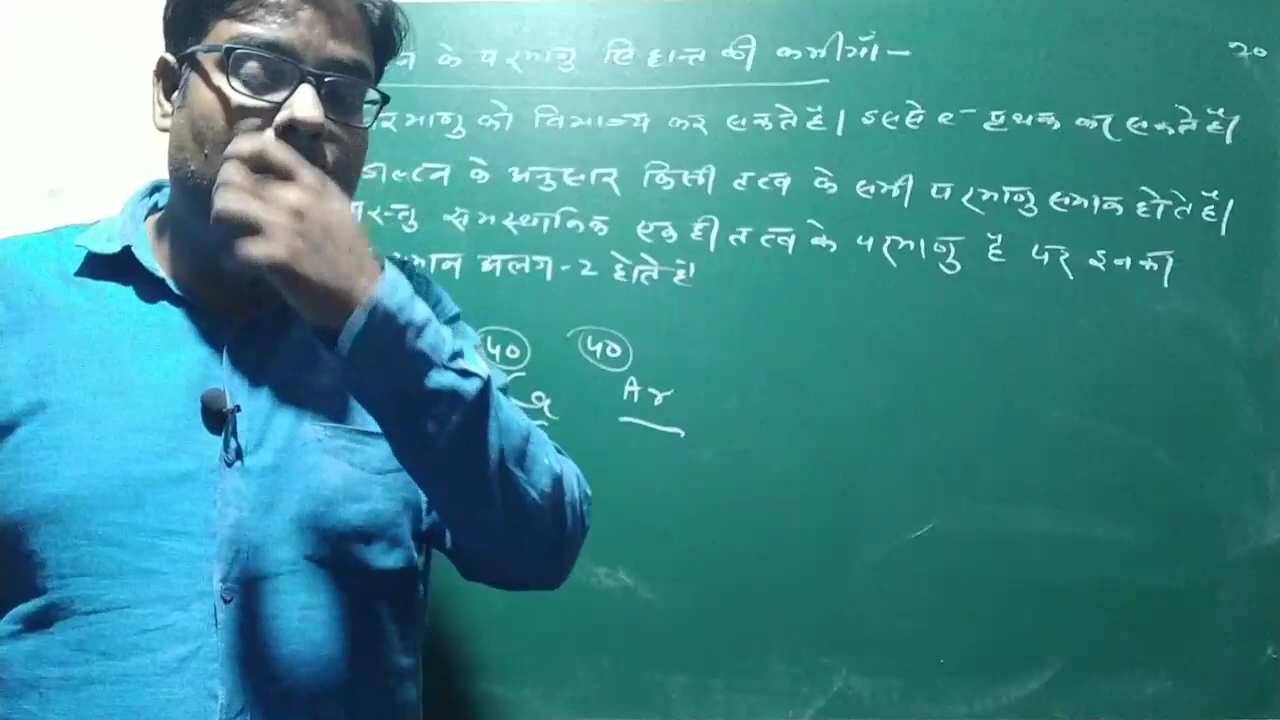 न के परमाणु सिद्धान्त की कमीयाँ - 20
परमाणु को विभाज्य कर सकते हैं। इससे e⁻ पृथक कर सकते हैं।
डाल्टन के अनुसार किसी तत्व के सभी परमाणु समान होते हैं।
परन्तु समस्थानिक एक ही तत्व के परमाणु हैं पर इनका
मान अलग-2 होते हैं
40 40
Ca Ar